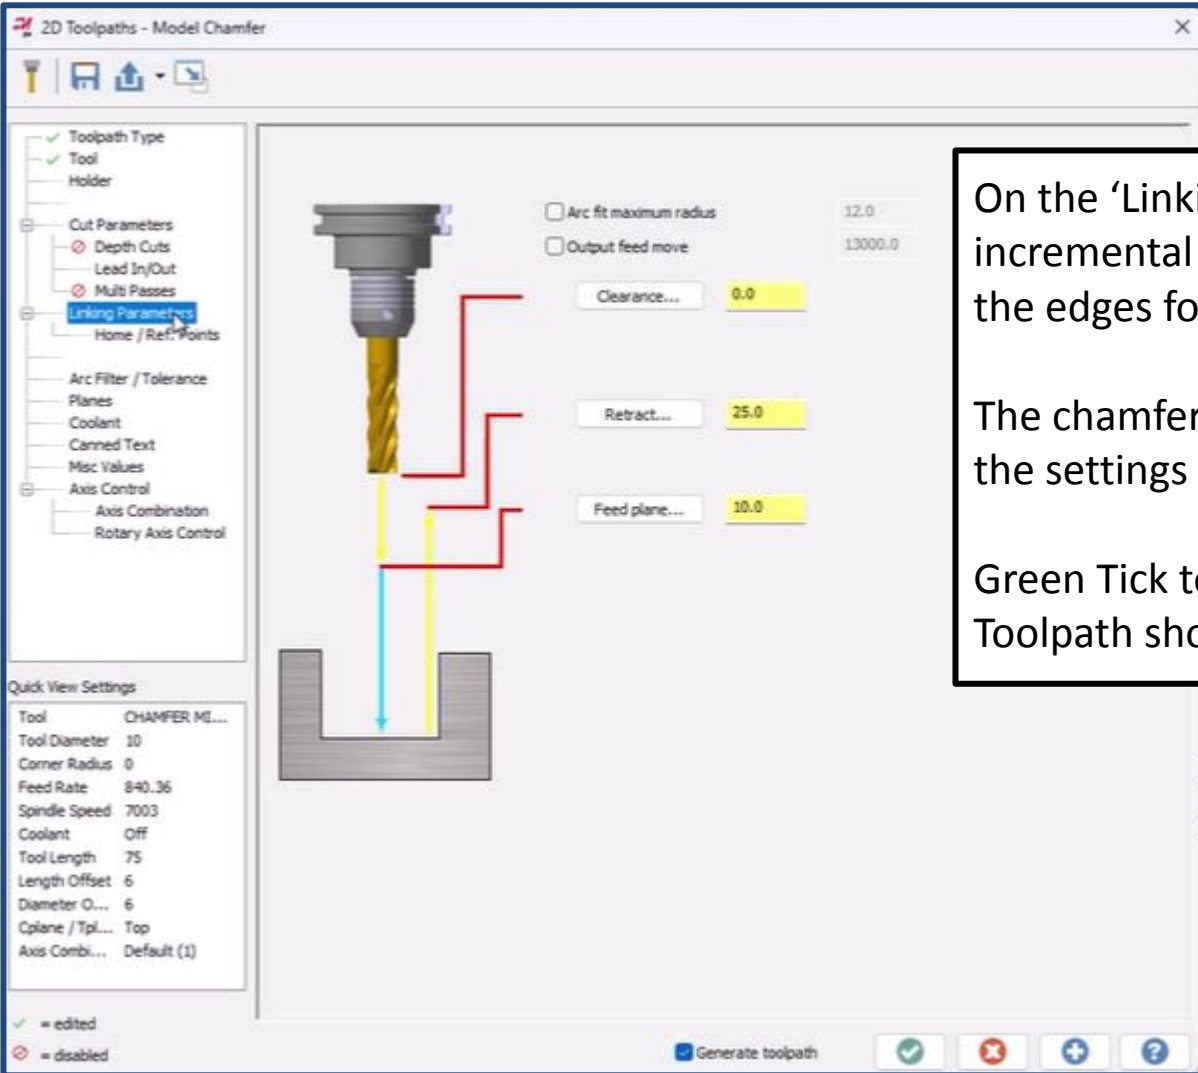 2D Toolpaths - Model Chamfer
Toolpath Type
Tool
Holder
Cut Parameters
Depth Cuts
Lead In/Out
Multi Passes
Linking Parameters
Home / Ref. Points
Arc Filter / Tolerance
Planes
Coolant
Canned Text
Misc Values
Axis Control
Axis Combination
Rotary Axis Control
Arc fit maximum radius 12.0
Output feed move 13000.0
Clearance... 0.0
Retract... 25.0
Feed plane... 10.0
On the ‘Linki
incremental
the edges fo
The chamfer
the settings
Green Tick t
Toolpath sho
Quick View Settings
Tool CHAMFER MI...
Tool Diameter 10
Corner Radius 0
Feed Rate 840.36
Spindle Speed 7003
Coolant Off
Tool Length 75
Length Offset 6
Diameter O... 6
Cplane / Tpl... Top
Axis Combi... Default (1)
= edited
= disabled
Generate toolpath